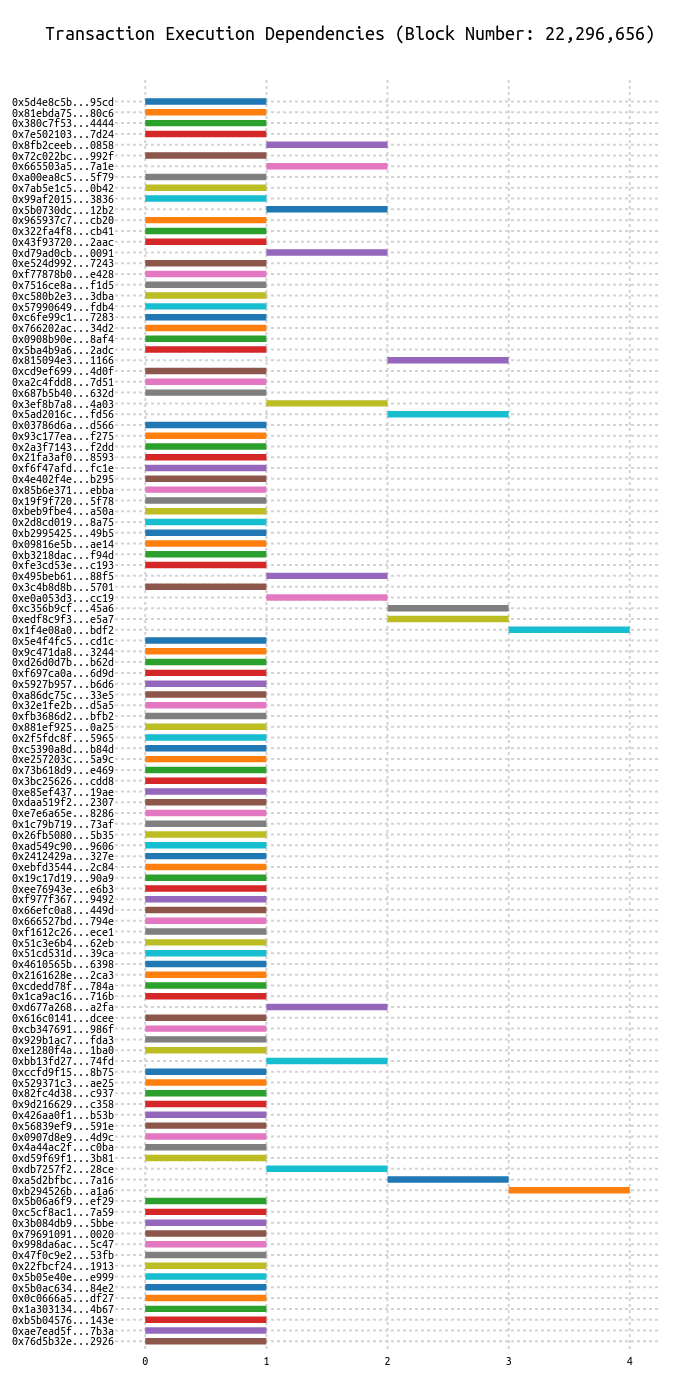 Transaction Execution Dependencies (Block Number: 22,296,656)
0x5d4e8c5b...95cd
0x81ebda75...80c6
0x380c7f53...4444
0x7e502103...7d24
0x8fb2ceeb...0858
0x72c022bc...992f
0x665503a5...7a1e
0xa00ea8c5...5f79
0x7ab5e1c5...0b42
0x99af2015...3836
0x5b0730dc...12b2
0x965937c7...cb20
0x322fa4f8...cb41
0x43f93720...2aac
0xd79ad0cb...0091
0xe524d992...7243
0xf77878b0...e428
0x7516ce8a...f1d5
0xc580b2e3...3dba
0x57990649...fdb4
0xc6fe99c1...7283
0x766202ac...34d2
0x0908b90e...8af4
0x5ba4b9a6...2adc
0x815094e3...1166
0xcd9ef699...4d0f
0xa2c4fdd8...7d51
0x687b5b40...632d
0x3ef8b7a8...4a03
0x5ad2016c...fd56
0x03786d6a...d566
0x93c177ea...f275
0x2a3f7143...f2dd
0x21fa3af0...8593
0xf6f47afd...fc1e
0x4e402f4e...b295
0x85b6e371...ebba
0x19f9f720...5f78
0xbeb9fbe4...a50a
0x2d8cd019...8a75
0xb2995425...49b5
0x09816e5b...ae14
0xb3218dac...f94d
0xfe3cd53e...c193
0x495beb61...88f5
0x3c4b8d8b...5701
0xe0a053d3...cc19
0xc356b9cf...45a6
0xedf8c9f3...e5a7
0x1f4e08a0...bdf2
0x5e4f4fc5...cd1c
0x9c471da8...3244
0xd26d0d7b...b62d
0xf697ca0a...6d9d
0x5927b957...b6d6
0xa86dc75c...33e5
0x32e1fe2b...d5a5
0xfb3686d2...bfb2
0x881ef925...0a25
0x2f5fdc8f...5965
0xc5390a8d...b84d
0xe257203c...5a9c
0x73b618d9...e469
0x3bc25626...cdd8
0xe85ef437...19ae
0xdaa519f2...2307
0xe7e6a65e...8286
0x1c79b719...73af
0x26fb5080...5b35
0xad549c90...9606
0x2412429a...327e
0xebfd3544...2c84
0x19c17d19...90a9
0xee76943e...e6b3
0xf977f367...9492
0x66efc0a8...449d
0x666527bd...794e
0xf1612c26...ece1
0x51c3e6b4...62eb
0x51cd531d...39ca
0x4610565b...6398
0x2161628e...2ca3
0xcdedd78f...784a
0x1ca9ac16...716b
0xd677a268...a2fa
0x616c0141...dcee
0xcb347691...986f
0x929b1ac7...fda3
0xe1280f4a...1ba0
0xbb13fd27...74fd
0xccfd9f15...8b75
0x529371c3...ae25
0x82fc4d38...c937
0x9d216629...c358
0x426aa0f1...b53b
0x56839ef9...591e
0x0907d8e9...4d9c
0x4a44ac2f...c0ba
0xd59f69f1...3b81
0xdb7257f2...28ce
0xa5d2bfbc...7a16
0xb294526b...a1a6
0x5b06a6f9...ef29
0xc5cf8ac1...7a59
0x3b084db9...5bbe
0x79691091...0020
0x998da6ac...5c47
0x47f0c9e2...53fb
0x22fbcf24...1913
0x5b05e40e...e999
0x5b0ac634...84e2
0x0c0666a5...df27
0x1a303134...4b67
0xb5b04576...143e
0xae7ead5f...7b3a
0x76d5b32e...2926
0 1 2 3 4